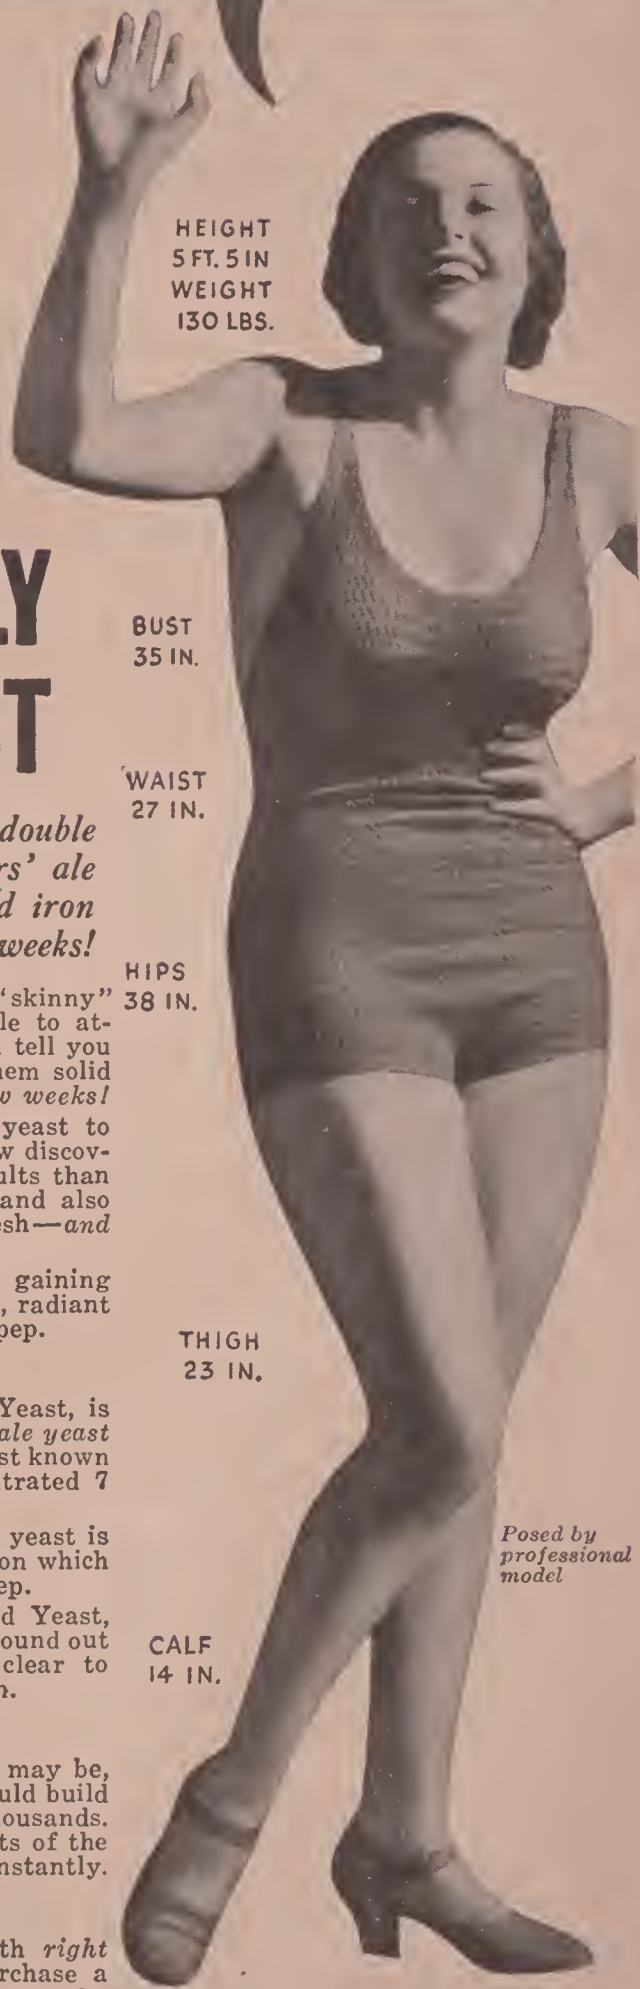 HEIGHT
5 FT. 5 IN
WEIGHT
130 LBS.
LY
ST
BUST
35 IN.
WAIST
27 IN.
double
rs’ ale
d iron
weeks!
HIPS
38 IN.
“skinny”
le to at-
tell you
hem solid
w weeks!
yeast to
w discov-
ults than
and also
esh—and
gaining
, radiant
pep.
THIGH
23 IN.
Yeast, is
ale yeast
st known
trated 7
yeast is
on which
ep.
d Yeast,
ound out
clear to
n.
Posed by
professional
model
CALF
14 IN.
may be,
uld build
ousands.
ts of the
nstantly.
th right
rchase a